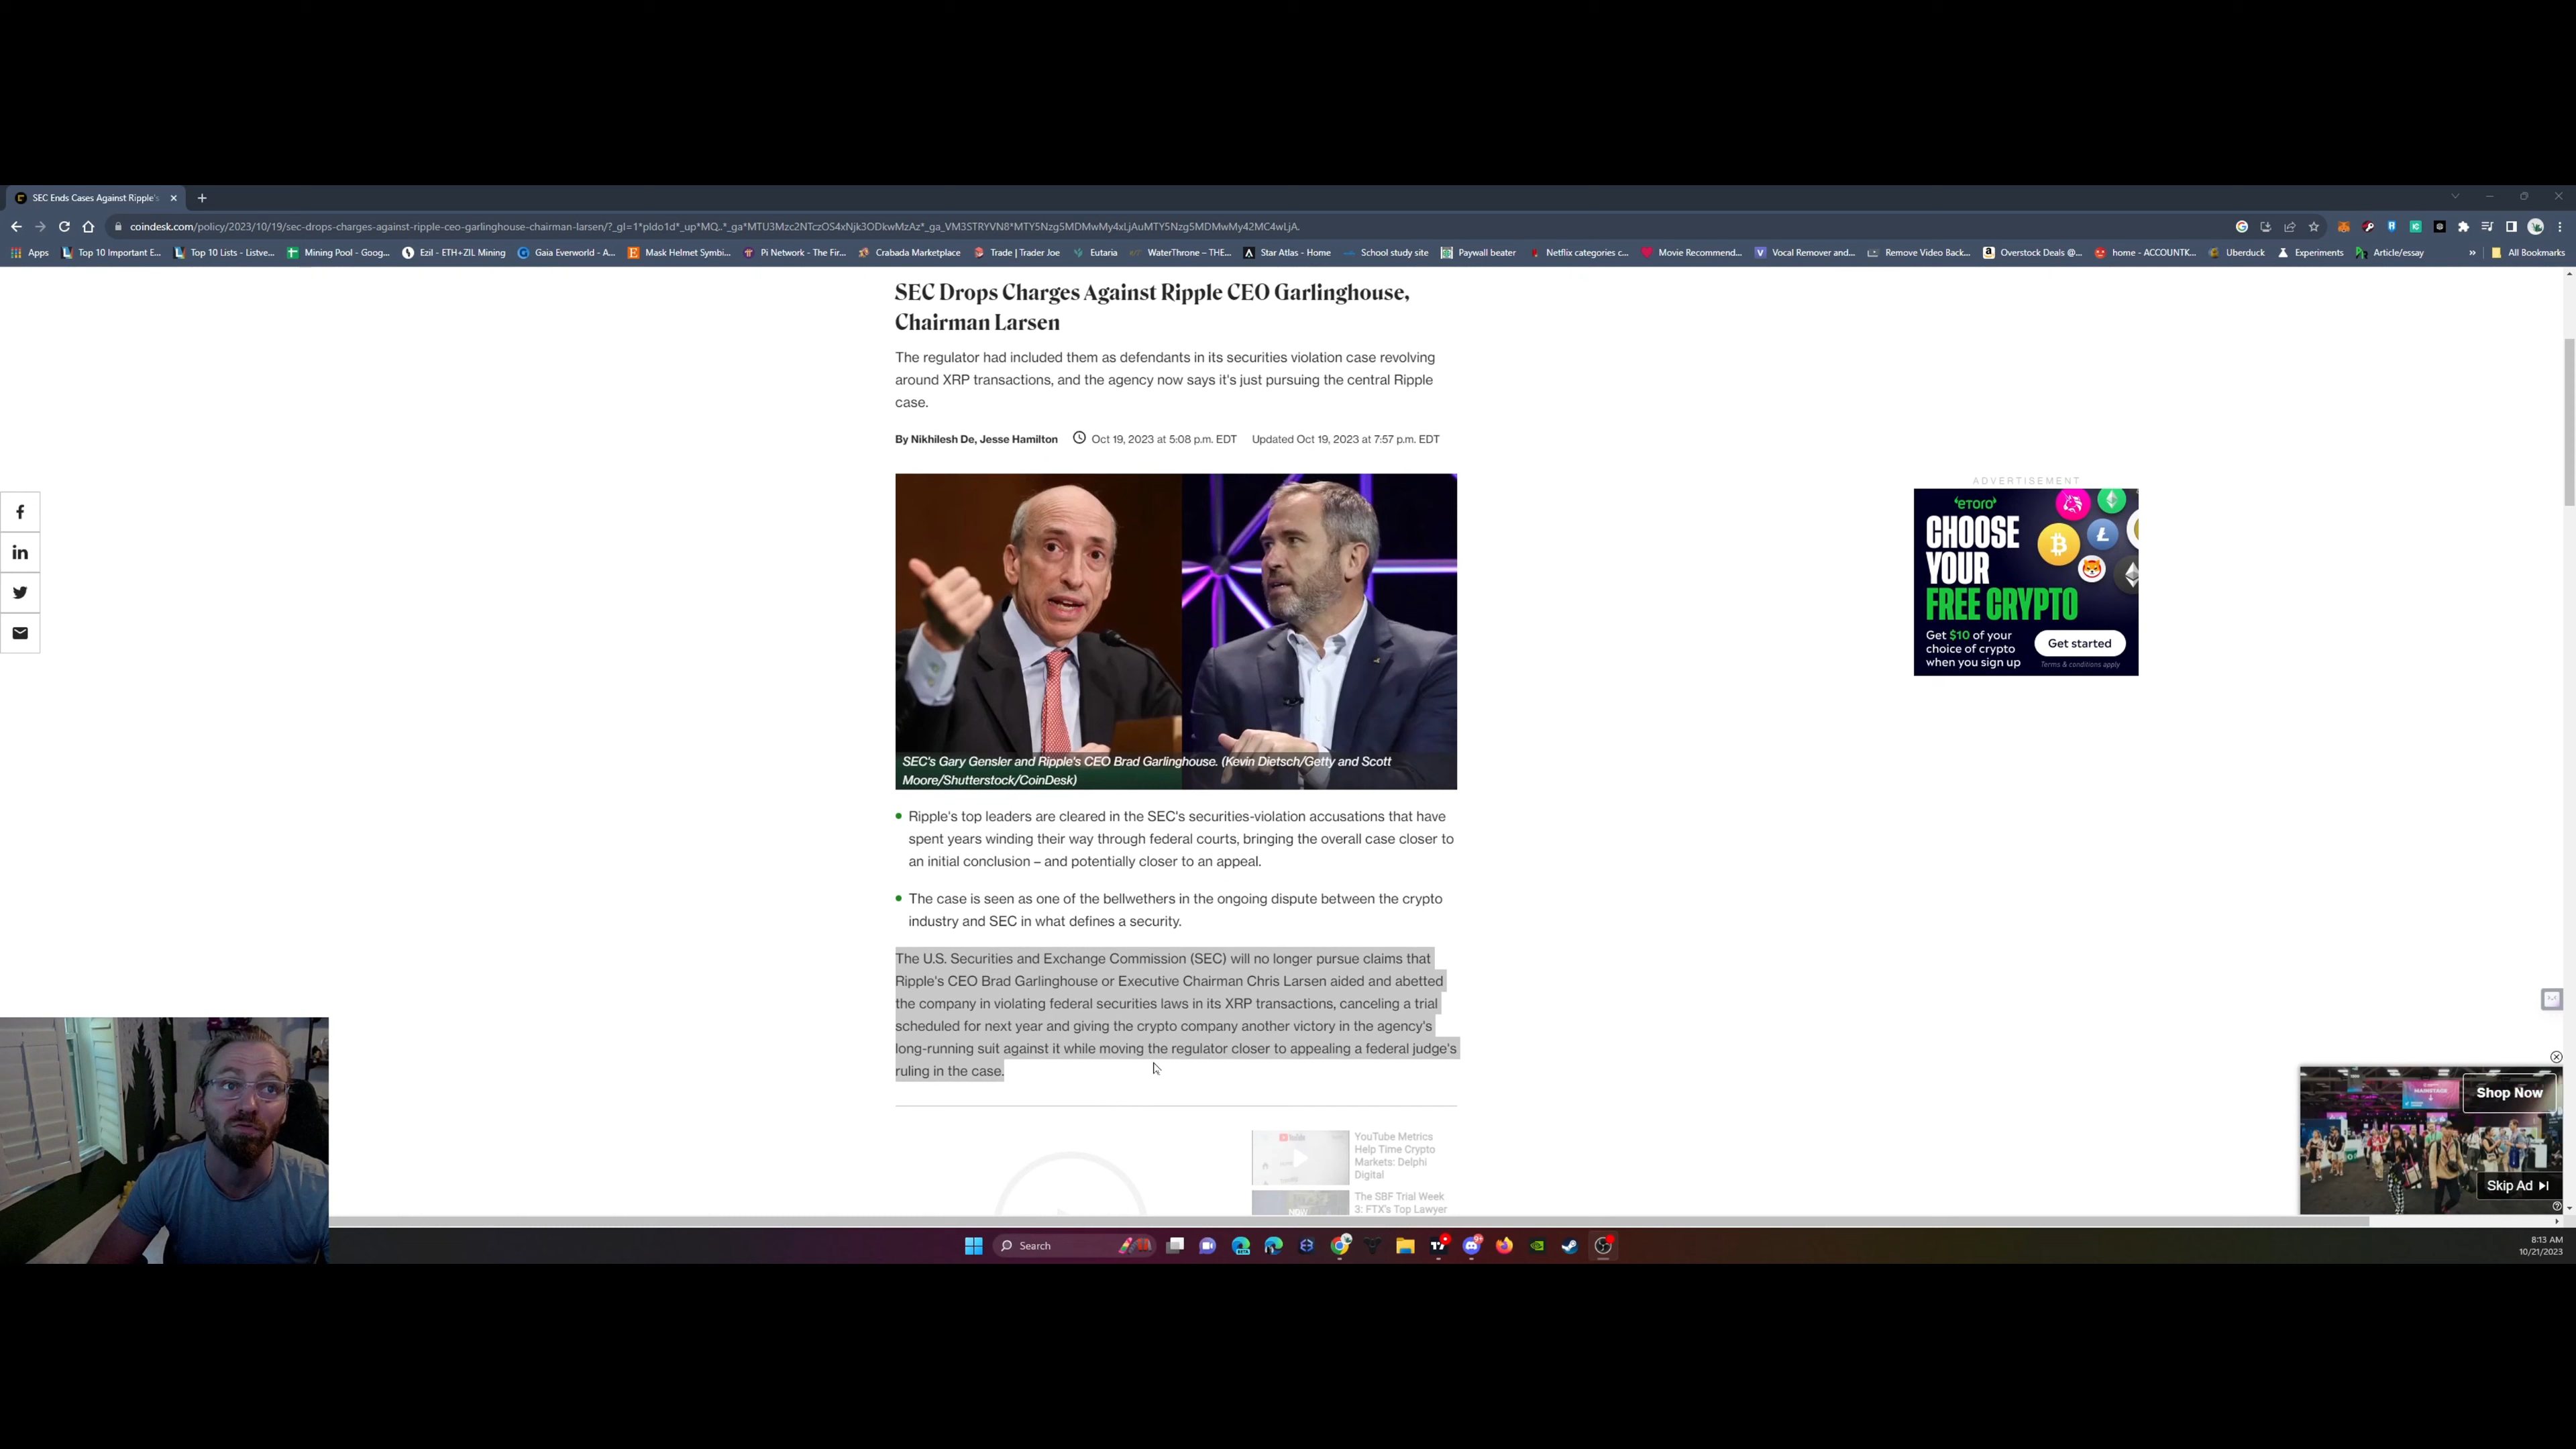 SEC Ends Cases Against Ripple's
coindesk.com/policy/2023/10/19/sec-drops-charges-against-ripple-ceo-garlinghouse-chairman-larsen/
Apps Top 10 Important E... Top 10 Lists - Listve... Mining Pool - Goog... Ezil - ETH+ZIL Mining Gaia Everworld - A... Mask Helmet Symbi... Pi Network - The Fir... Crabada Marketplace Trade | Trader Joe Eutaria WaterThrone – THE... Star Atlas - Home School study site Paywall beater Netflix categories c... Movie Recommend... Vocal Remover and... Remove Video Back... Overstock Deals @... home - ACCOUNTK... Uberduck Experiments Article/essay » All Bookmarks
SEC Drops Charges Against Ripple CEO Garlinghouse,
Chairman Larsen
The regulator had included them as defendants in its securities violation case revolving
around XRP transactions, and the agency now says it's just pursuing the central Ripple
case.
By Nikhilesh De, Jesse Hamilton Oct 19, 2023 at 5:08 p.m. EDT Updated Oct 19, 2023 at 7:57 p.m. EDT
SEC's Gary Gensler and Ripple's CEO Brad Garlinghouse. (Kevin Dietsch/Getty and Scott
Moore/Shutterstock/CoinDesk)
ADVERTISEMENT
eToro
CHOOSE
YOUR
FREE CRYPTO
Get $10 of your
choice of crypto
when you sign up
Get started
Terms & conditions apply
• Ripple's top leaders are cleared in the SEC's securities-violation accusations that have
spent years winding their way through federal courts, bringing the overall case closer to
an initial conclusion – and potentially closer to an appeal.
• The case is seen as one of the bellwethers in the ongoing dispute between the crypto
industry and SEC in what defines a security.
The U.S. Securities and Exchange Commission (SEC) will no longer pursue claims that
Ripple's CEO Brad Garlinghouse or Executive Chairman Chris Larsen aided and abetted
the company in violating federal securities laws in its XRP transactions, canceling a trial
scheduled for next year and giving the crypto company another victory in the agency's
long-running suit against it while moving the regulator closer to appealing a federal judge's
ruling in the case.
YouTube Metrics
Help Time Crypto
Markets: Delphi
Digital
The SBF Trial Week
3: FTX's Top Lawyer
MAINSTAGE
Shop Now
Skip Ad
Search
8:13 AM
10/21/2023